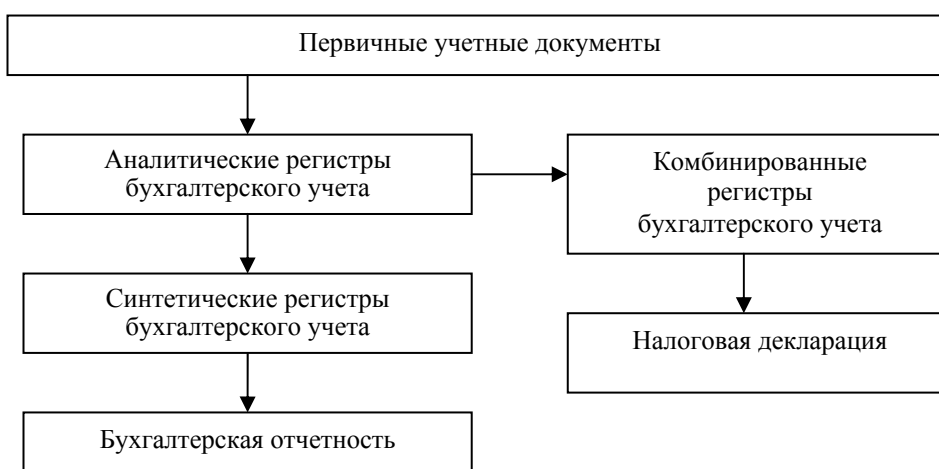 Первичные учетные документы
Аналитические регистры
бухгалтерского учета
Комбинированные
регистры
бухгалтерского учета
Синтетические регистры
бухгалтерского учета
Налоговая декларация
Бухгалтерская отчетность